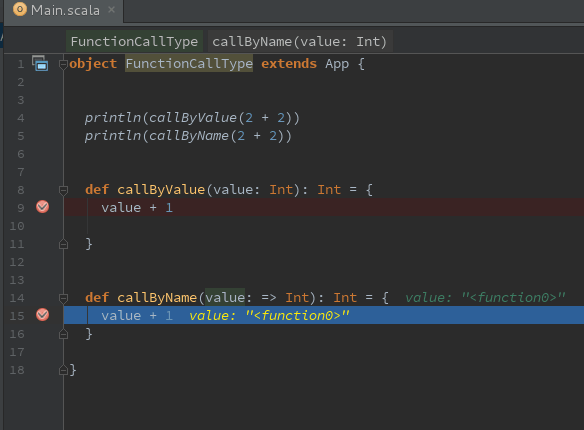 Main.scala ×
FunctionCallType callByName(value: Int)
1 object FunctionCallType extends App {
2
3
4 println(callByValue(2 + 2))
5 println(callByName(2 + 2))
6
7
8 def callByValue(value: Int): Int = {
9 value + 1
10
11 }
12
13
14 def callByName(value: => Int): Int = { value: "<function0>"
15 value + 1 value: "<function0>"
16 }
17
18 }